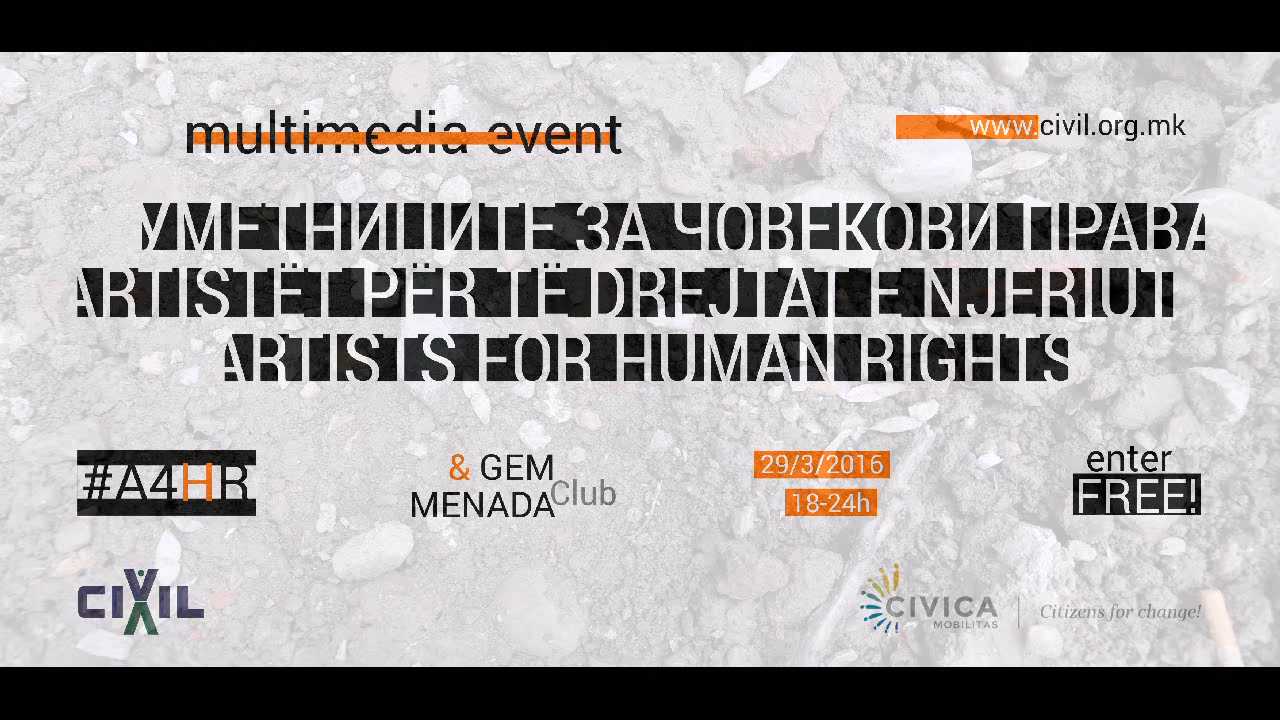 multimedia event
www.civil.org.mk
УМЕТНИЦИТЕ ЗА ЧОВЕКОВИ ПРАВА
ARTISTËT PËR TË DREJTAT E NJERIUT
ARTISTS FOR HUMAN RIGHTS
#A4HR
& GEM
MENADA Club
29/3/2016
18-24h
enter
FREE!
CIVIL
CIVICA
MOBILITAS
Citizens for change!